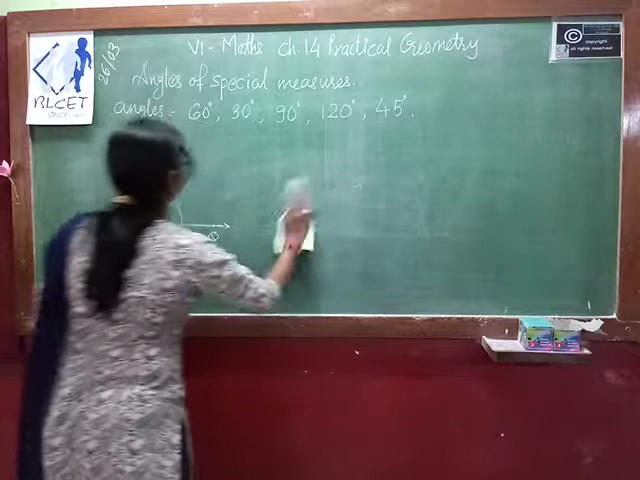 VI - Maths ch. 14 Practical Geometry
26/03
Angles of special measures.
angles - 60°, 30°, 90°, 120°, 45°.
BLCET
copyright
all rights reserved